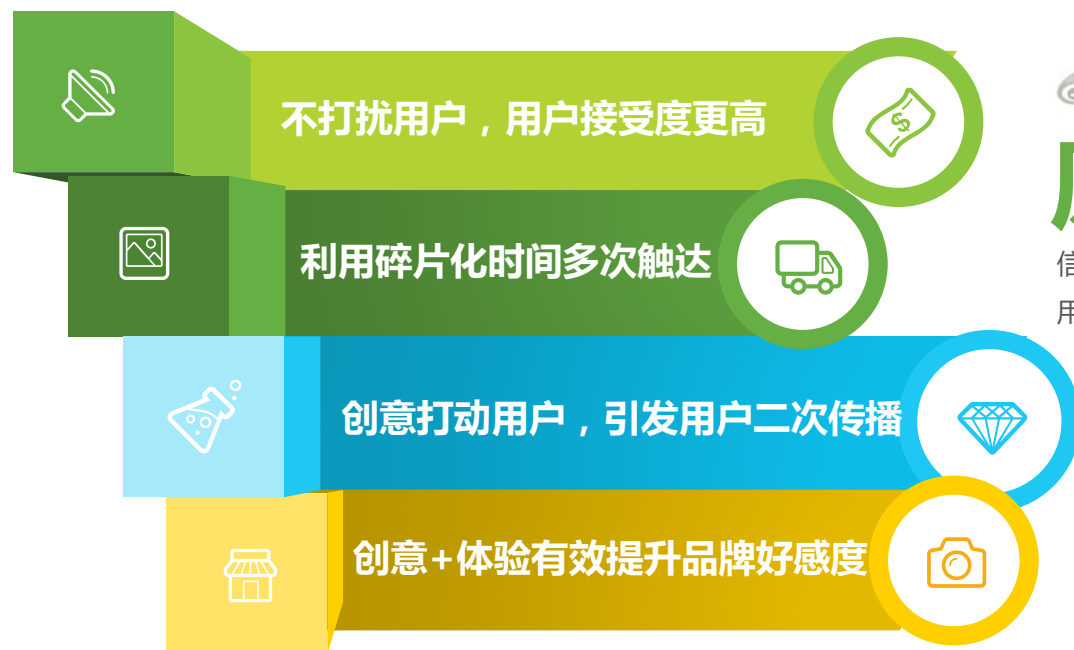 不打扰用户，用户接受度更高
利用碎片化时间多次触达
创意打动用户，引发用户二次传播
创意+体验有效提升品牌好感度
信
用